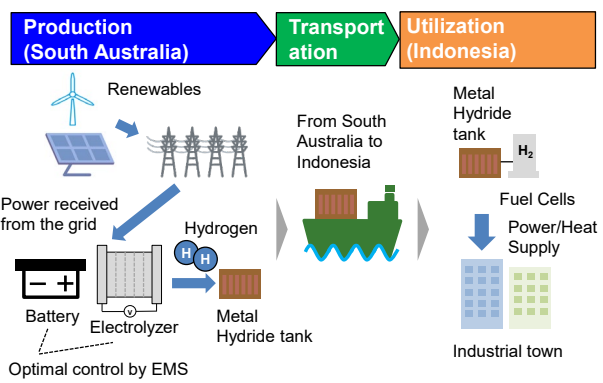 Production
(South Australia)
Transport
ation
Utilization
(Indonesia)
Renewables
Power received
from the grid
Hydrogen
H
H
Battery
Electrolyzer
V
Metal
Hydride tank
Optimal control by EMS
From South
Australia to
Indonesia
Metal
Hydride
tank
H₂
Fuel Cells
Power/Heat
Supply
Industrial town